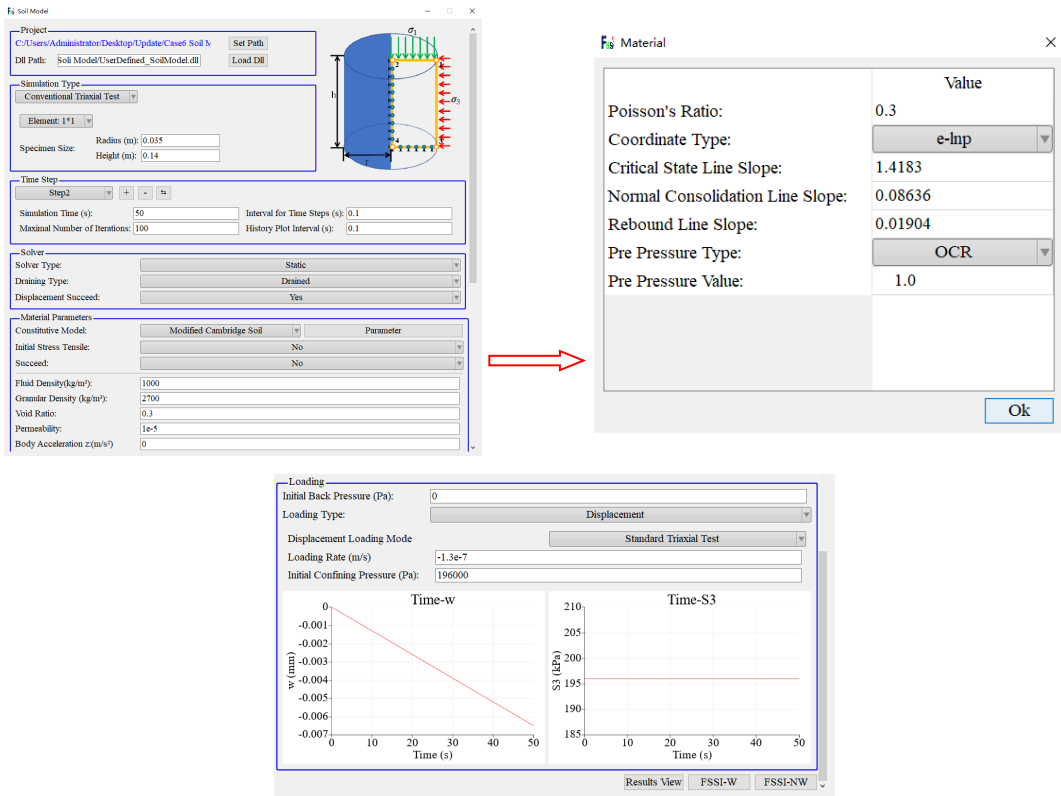 Soil Model
Project
C:/Users/Administrator/Desktop/Update/Case6 Soil M
Set Path
Dll Path:
Soli Model/UserDefined_SoilModel.dll
Load Dll
Simulation Type
Conventional Triaxial Test
Element: 1*1
Specimen Size:
Radius (m):
0.035
Height (m):
0.14
σ1
σ3
h
r
2
4
Time Step
Step2
+
-
⇆
Simulation Time (s):
50
Interval for Time Steps (s):
0.1
Maximal Number of Iterations:
100
History Plot Interval (s):
0.1
Solver
Solver Type:
Static
Draining Type:
Drained
Displacement Succeed:
Yes
Material Parameters
Constitutive Model:
Modified Cambridge Soil
Parameter
Initial Stress Tensile:
No
Succeed:
No
Fluid Density(kg/m³):
1000
Granular Density (kg/m³):
2700
Void Ratio:
0.3
Permeability:
1e-5
Body Acceleration z:(m/s²)
0
Material
Value
Poisson's Ratio:
0.3
Coordinate Type:
e-lnp
Critical State Line Slope:
1.4183
Normal Consolidation Line Slope:
0.08636
Rebound Line Slope:
0.01904
Pre Pressure Type:
OCR
Pre Pressure Value:
1.0
Ok
Loading
Initial Back Pressure (Pa):
0
Loading Type:
Displacement
Displacement Loading Mode
Standard Triaxial Test
Loading Rate (m/s)
-1.3e-7
Initial Confining Pressure (Pa):
196000
Time-w
0
-0.001
-0.002
-0.003
-0.004
-0.005
-0.006
-0.007
w (mm)
0 10 20 30 40 50
Time (s)
Time-S3
210
205
200
195
190
185
S3 (kPa)
0 10 20 30 40 50
Time (s)
Results View
FSSI-W
FSSI-NW